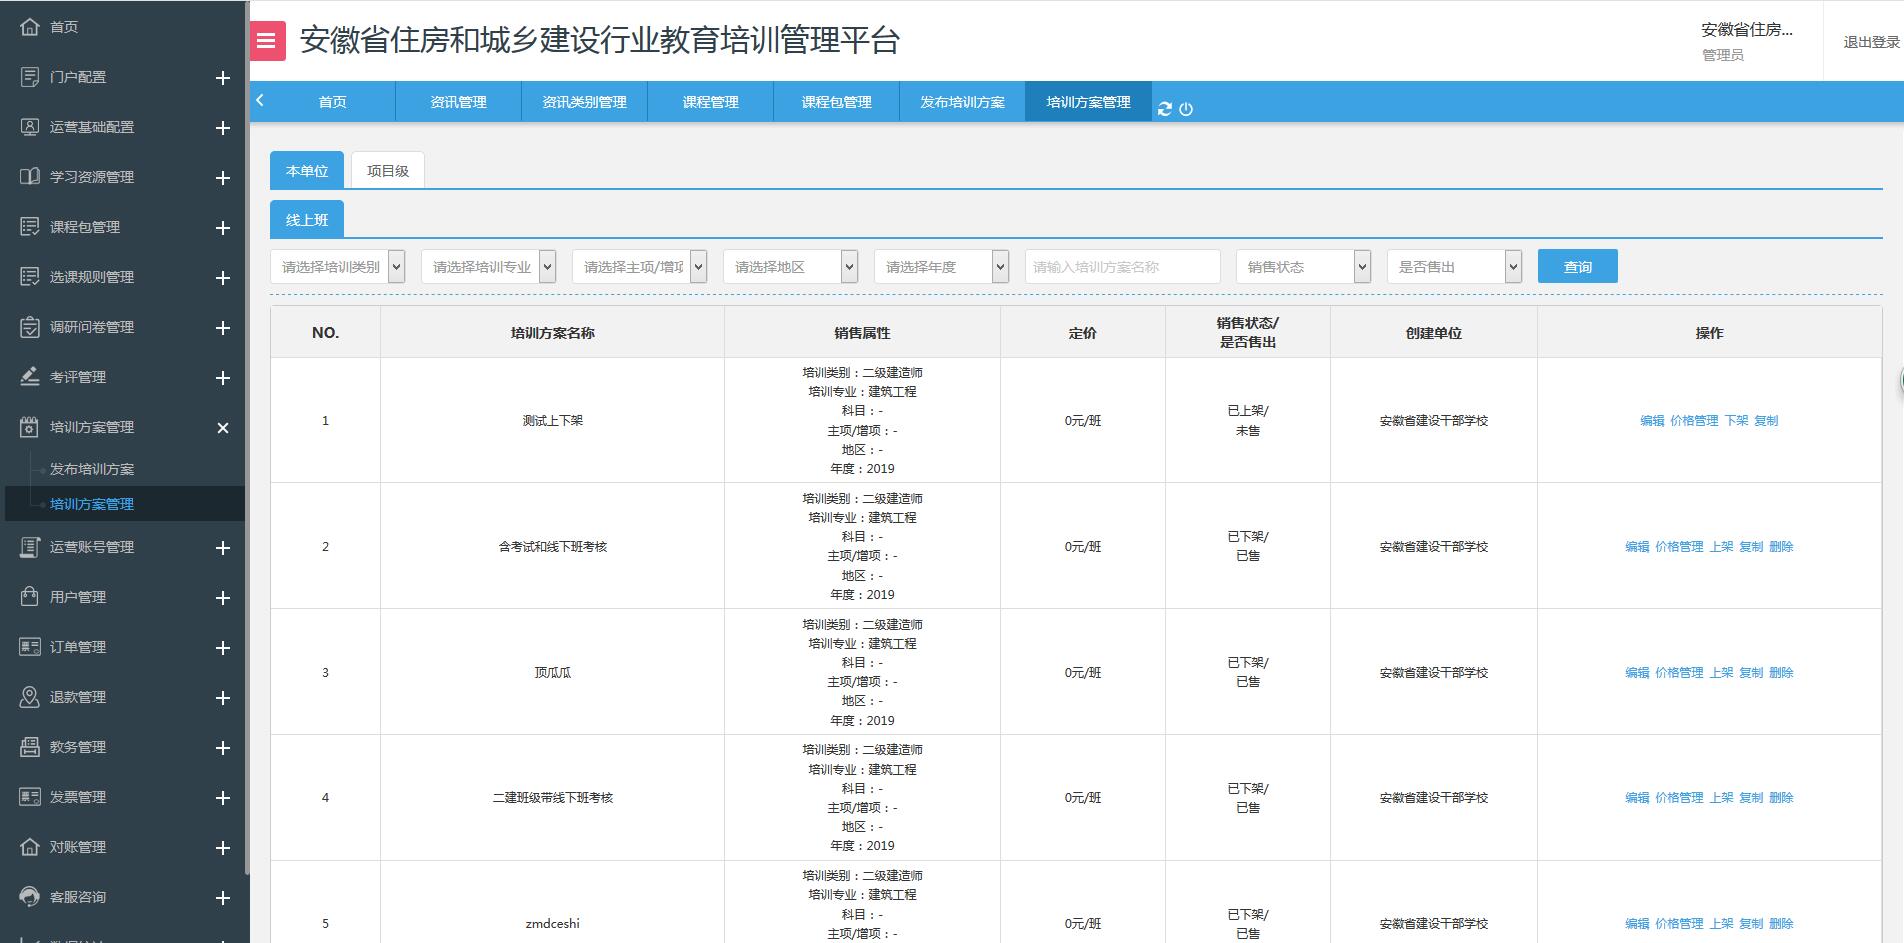 首页
门户配置
运营基础配置
学习资源管理
课程包管理
选课规则管理
调研问卷管理
考评管理
培训方案管理
发布培训方案
培训方案管理
运营账号管理
用户管理
订单管理
退款管理
教务管理
发票管理
对账管理
客服咨询
安徽省住房和城乡建设行业教育培训管理平台
安徽省住房...
管理员
退出登录
首页 资讯管理 资讯类别管理 课程管理 课程包管理 发布培训方案 培训方案管理
本单位 项目级
线上班
请选择培训类别 请选择培训专业 请选择主项/增项 请选择地区 请选择年度 请输入培训方案名称 销售状态 是否售出 查询
NO. 培训方案名称 销售属性 定价 销售状态/ 创建单位 操作
是否售出
培训类别：二级建造师
培训专业：建筑工程
科目：- 已上架/
1 测试上下架 0元/班 安徽省建设干部学校 编辑 价格管理 下架 复制
主项/增项：- 未售
地区：-
年度：2019
培训类别：二级建造师
培训专业：建筑工程
科目：- 已下架/
2 含考试和线下班考核 0元/班 安徽省建设干部学校 编辑 价格管理 上架 复制 删除
主项/增项：- 已售
地区：-
年度：2019
培训类别：二级建造师
培训专业：建筑工程
科目：- 已下架/
3 顶瓜瓜 0元/班 安徽省建设干部学校 编辑 价格管理 上架 复制 删除
主项/增项：- 已售
地区：-
年度：2019
培训类别：二级建造师
培训专业：建筑工程
科目：- 已下架/
4 二建班级带线下班考核 0元/班 安徽省建设干部学校 编辑 价格管理 上架 复制 删除
主项/增项：- 已售
地区：-
年度：2019
培训类别：二级建造师
培训专业：建筑工程
科目：- 已下架/
5 zmdceshi 0元/班 安徽省建设干部学校 编辑 价格管理 上架 复制 删除
主项/增项：- 已售